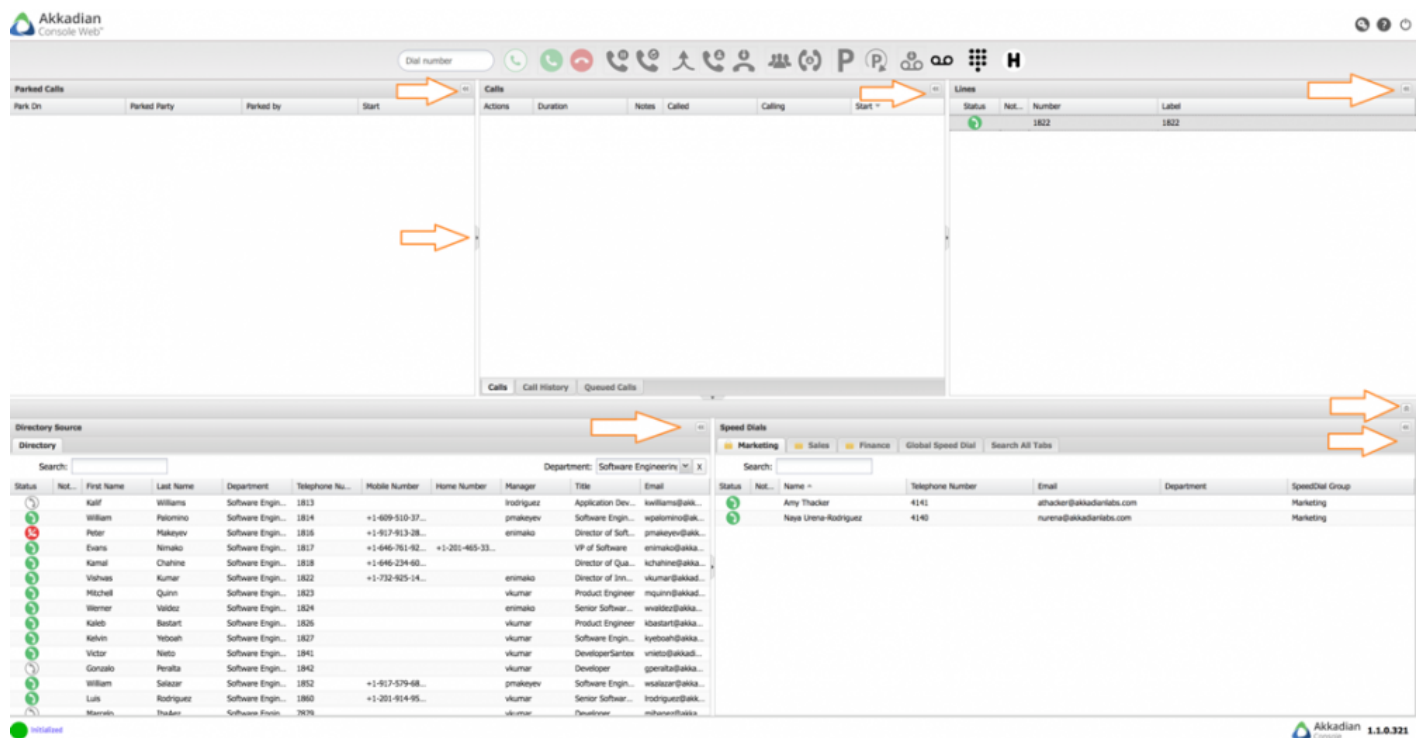 Akkadian
Console Web™
Dial number
P
H
Parked Calls
Park Dn Parked Party Parked by Start
Calls
Actions Duration Notes Called Calling Start
Calls Call History Queued Calls
Lines
Status Not... Number Label
1822 1822
Directory Source
Directory
Search: Department: Software Engineering X
Status Not... First Name Last Name Department Telephone Nu... Mobile Number Home Number Manager Title Email
Kalif Williams Software Engin... 1813 lrodriguez Application Dev... kwilliams@akk...
William Palomino Software Engin... 1814 +1-609-510-37... pmakeyev Software Engin... wpalomino@ak...
Peter Makeyev Software Engin... 1816 +1-917-913-28... enimako Director of Soft... pmakeyev@akk...
Evans Nimako Software Engin... 1817 +1-646-761-92... +1-201-465-33... VP of Software enimako@akka...
Kamal Chahine Software Engin... 1818 +1-646-234-60... Director of Qua... kchahine@akka...
Vishvas Kumar Software Engin... 1822 +1-732-925-14... enimako Director of Inn... vkumar@akkad...
Mitchell Quinn Software Engin... 1823 vkumar Product Engineer mquinn@akkad...
Werner Valdez Software Engin... 1824 enimako Senior Softwar... wvaldez@akka...
Kaleb Bastart Software Engin... 1826 vkumar Product Engineer kbastart@akka...
Kelvin Yeboah Software Engin... 1827 vkumar Software Engin... kyeboah@akka...
Victor Nieto Software Engin... 1841 vkumar DeveloperSantex vnieto@akkadi...
Gonzalo Peralta Software Engin... 1842 vkumar Developer gperalta@akka...
William Salazar Software Engin... 1852 +1-917-579-68... pmakeyev Software Engin... wsalazar@akka...
Luis Rodriguez Software Engin... 1860 +1-201-914-95... vkumar Senior Softwar... lrodriguez@akk...
Marcelo Software Engin... 2829 vkumar Developer
Speed Dials
Marketing Sales Finance Global Speed Dial Search All Tabs
Search:
Status Not... Name Telephone Number Email Department SpeedDial Group
Amy Thacker 4141 athacker@akkadianlabs.com Marketing
Naya Urena-Rodriguez 4140 nurena@akkadianlabs.com Marketing
Initialized
Akkadian
Console
1.1.0.321